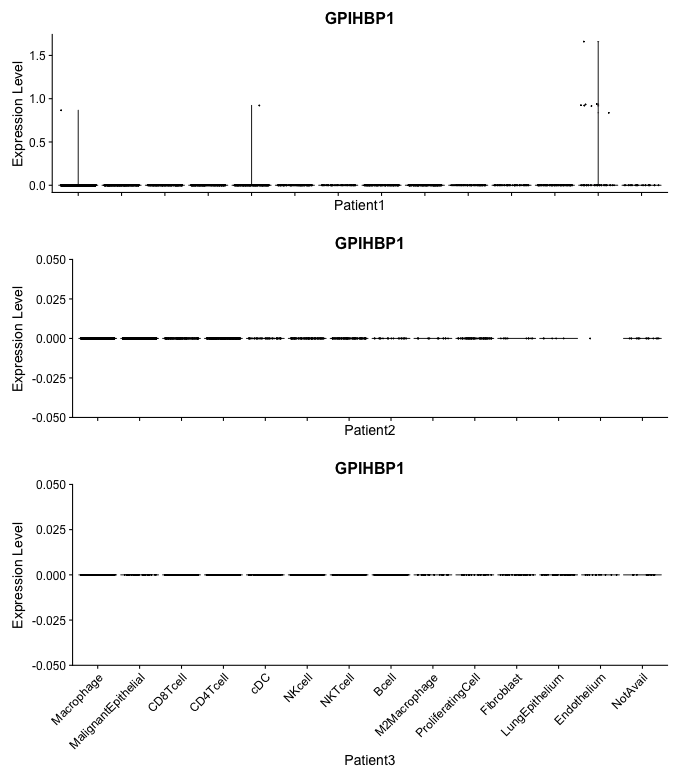 GPIHBP1
Expression Level
1.5
1.0
0.5
0.0
Patient1
GPIHBP1
Expression Level
0.050
0.025
0.000
-0.025
-0.050
Patient2
GPIHBP1
Expression Level
0.050
0.025
0.000
-0.025
-0.050
Macrophage
MalignantEpithelial
CD8Tcell
CD4Tcell
cDC
NKcell
NKTcell
Bcell
M2Macrophage
ProliferatingCell
Fibroblast
LungEpithelium
Endothelium
NotAvail
Patient3